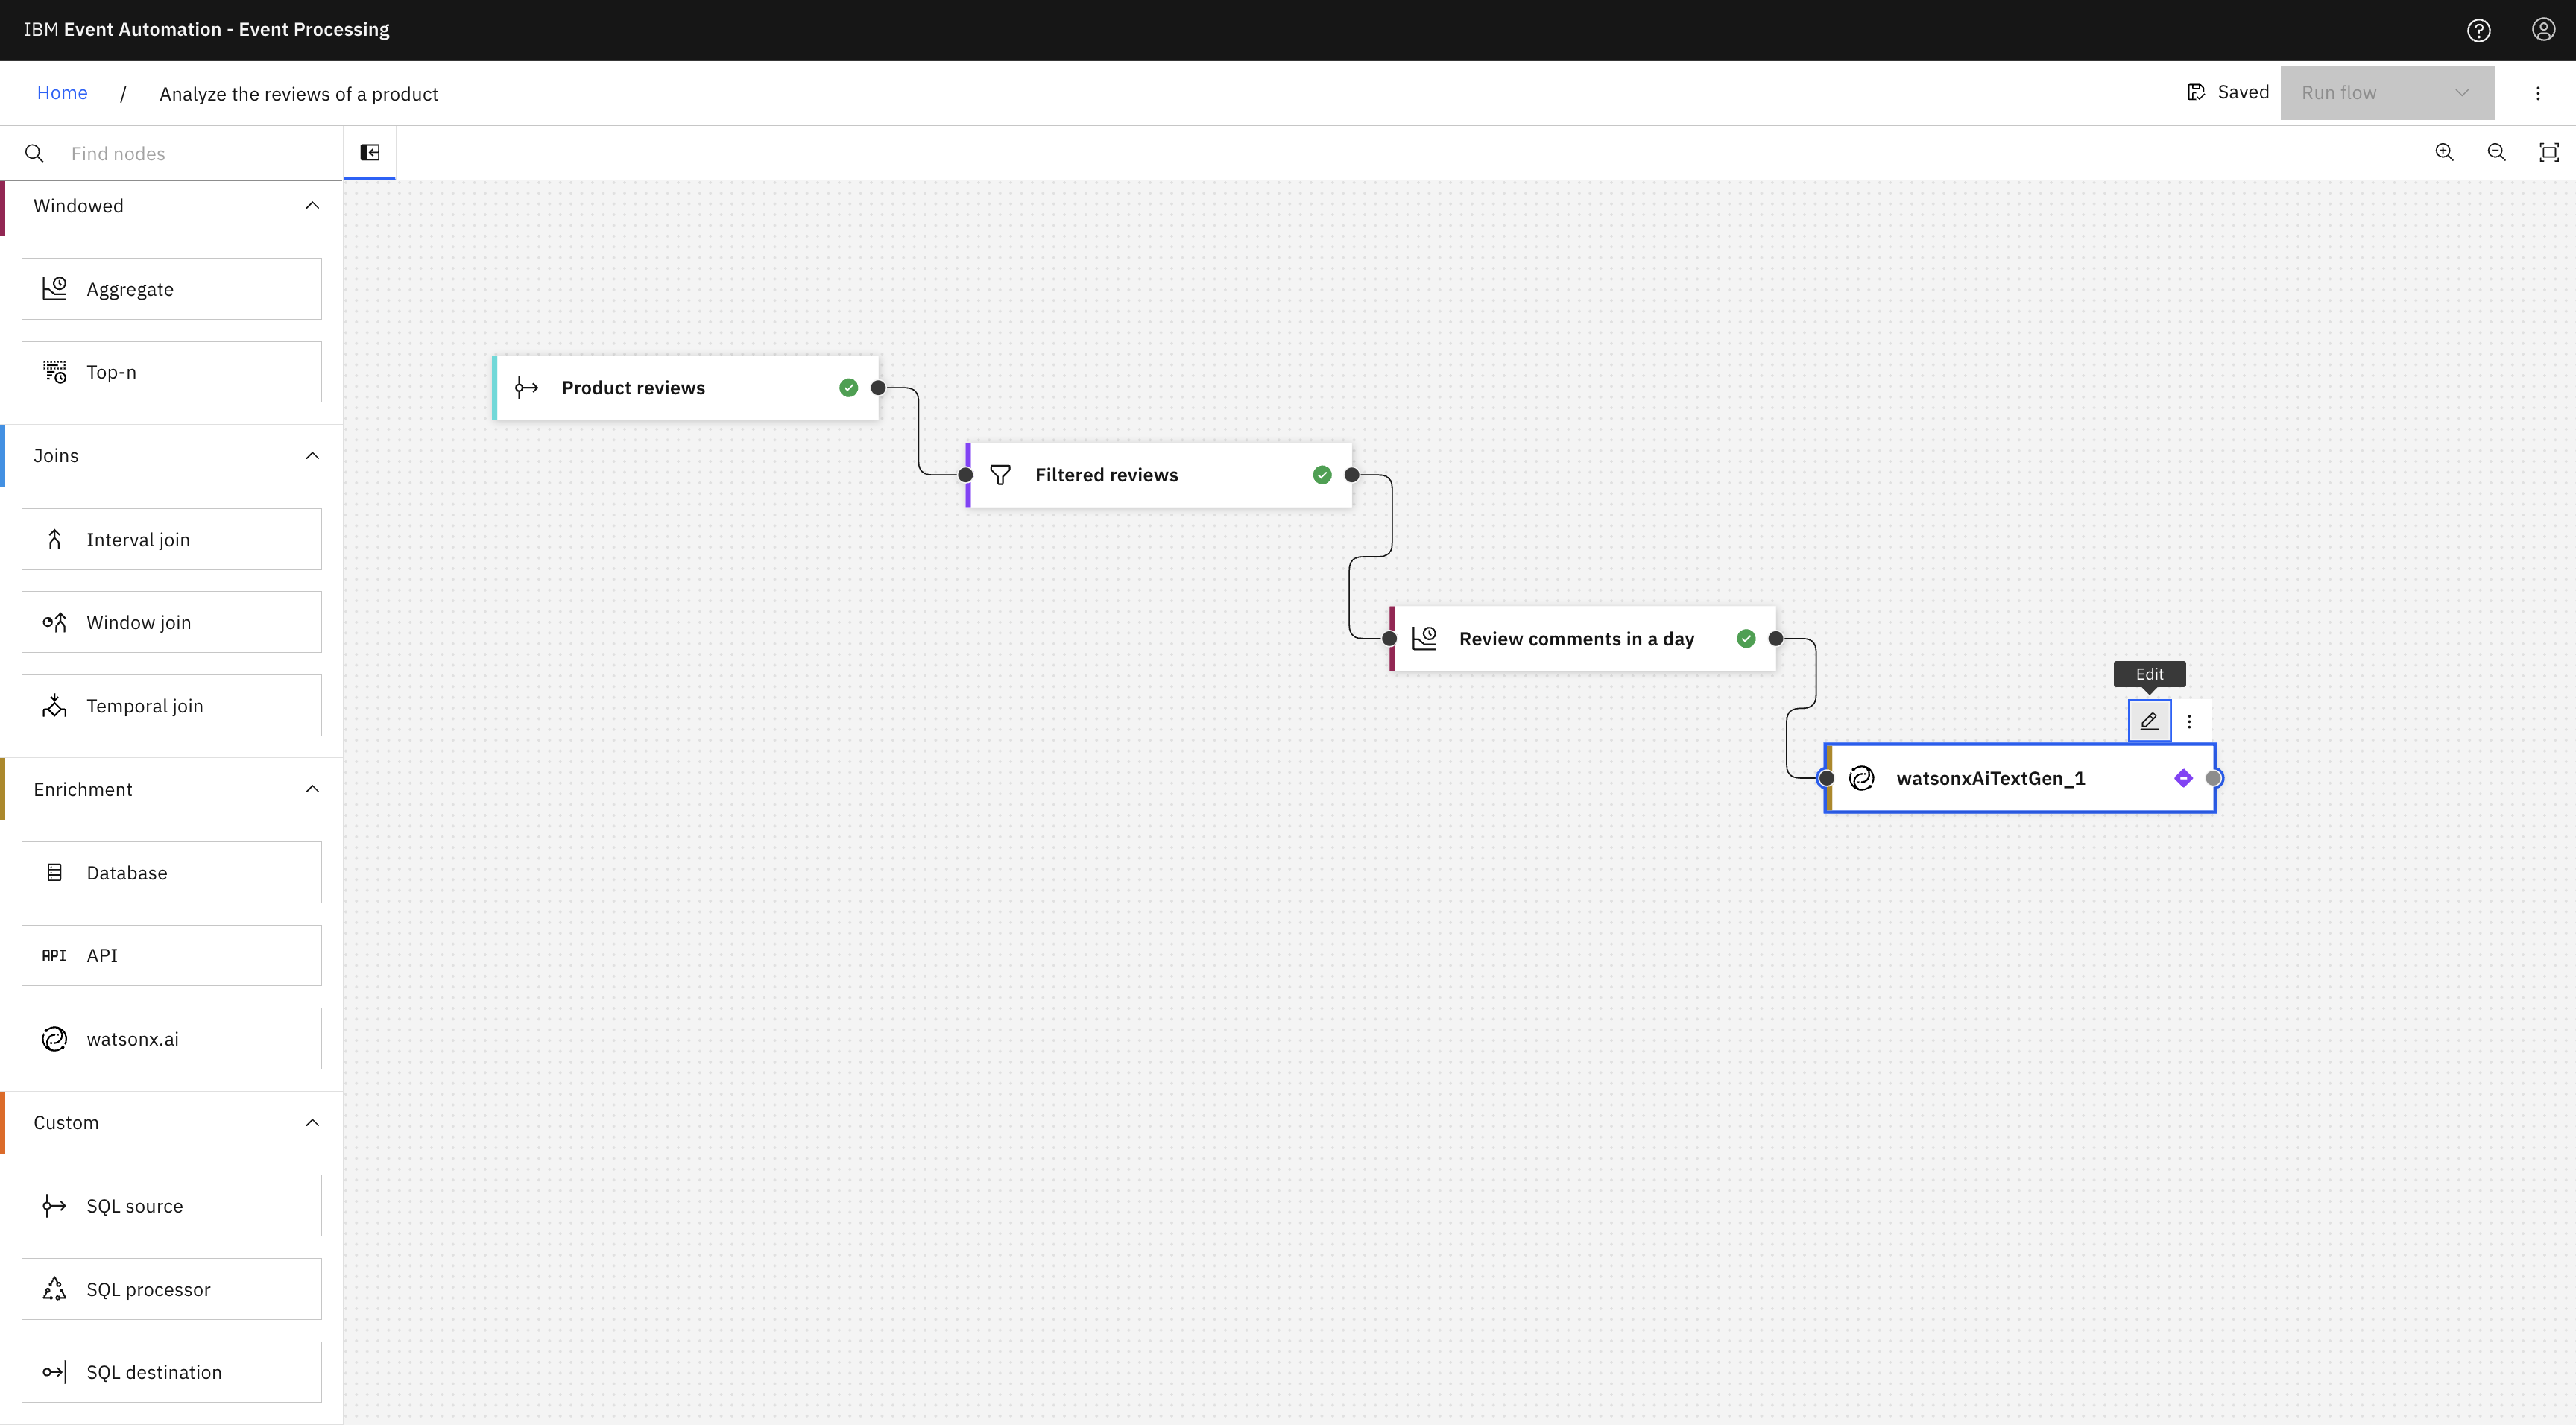 IBM Event Automation - Event Processing
Home / Analyze the reviews of a product
Saved
Run flow
Find nodes
Windowed
Aggregate
Top-n
Joins
Interval join
Window join
Temporal join
Enrichment
Database
API API
watsonx.ai
Custom
SQL source
SQL processor
SQL destination
Product reviews
Filtered reviews
Review comments in a day
Edit
watsonxAiTextGen_1